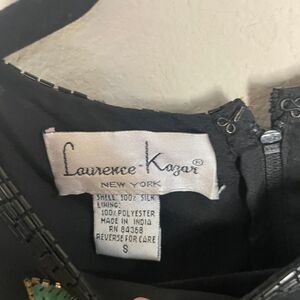 Laurence Kazar®
NEW YORK
SHELL: 100% SILK
LINING:
100% POLYESTER
MADE IN INDIA
RN 84368
REVERSE FOR CARE
S